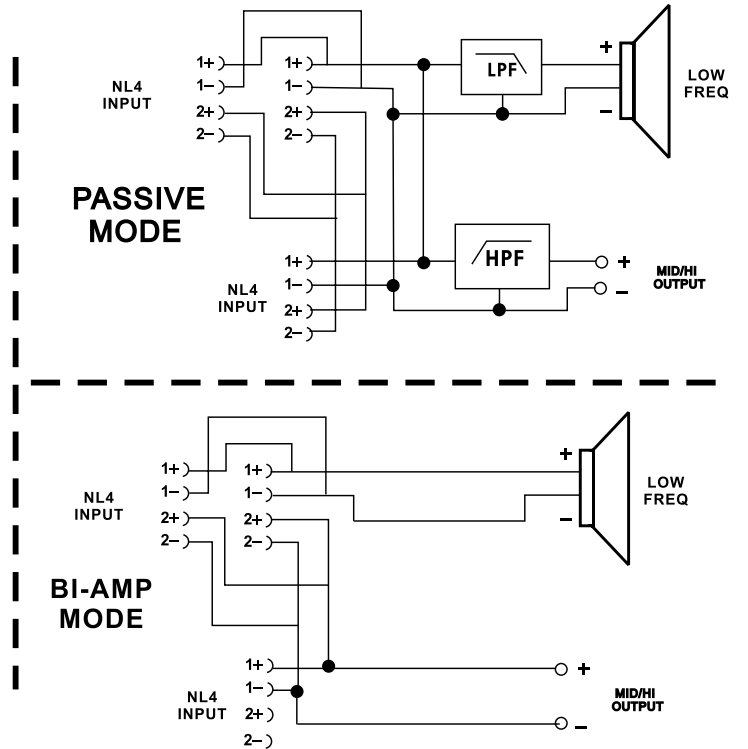 1+ 1+ +
LPF LOW
FREQ
NL4
INPUT
1− 1−
2+ 2+ −
2− 2−
PASSIVE
MODE
1+ HPF +
NL4
INPUT
1− −
MID/HI
OUTPUT
2+
2−
+
1+ 1+
LOW
FREQ
NL4
INPUT
1− 1−
2+ 2+ −
2− 2−
BI-AMP
MODE
1+ +
NL4
INPUT
1−
MID/HI
OUTPUT
2+ −
2−